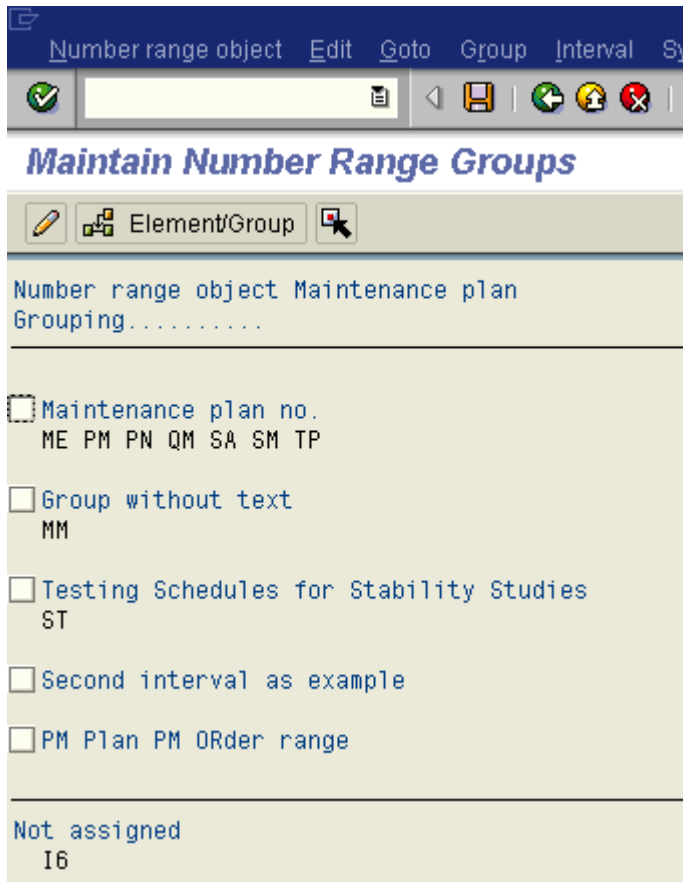 Number range object Edit Goto Group Interval Sy
Maintain Number Range Groups
Element/Group
Number range object Maintenance plan
Grouping..........
Maintenance plan no.
ME PM PN QM SA SM TP
Group without text
MM
Testing Schedules for Stability Studies
ST
Second interval as example
PM Plan PM ORder range
Not assigned
I6